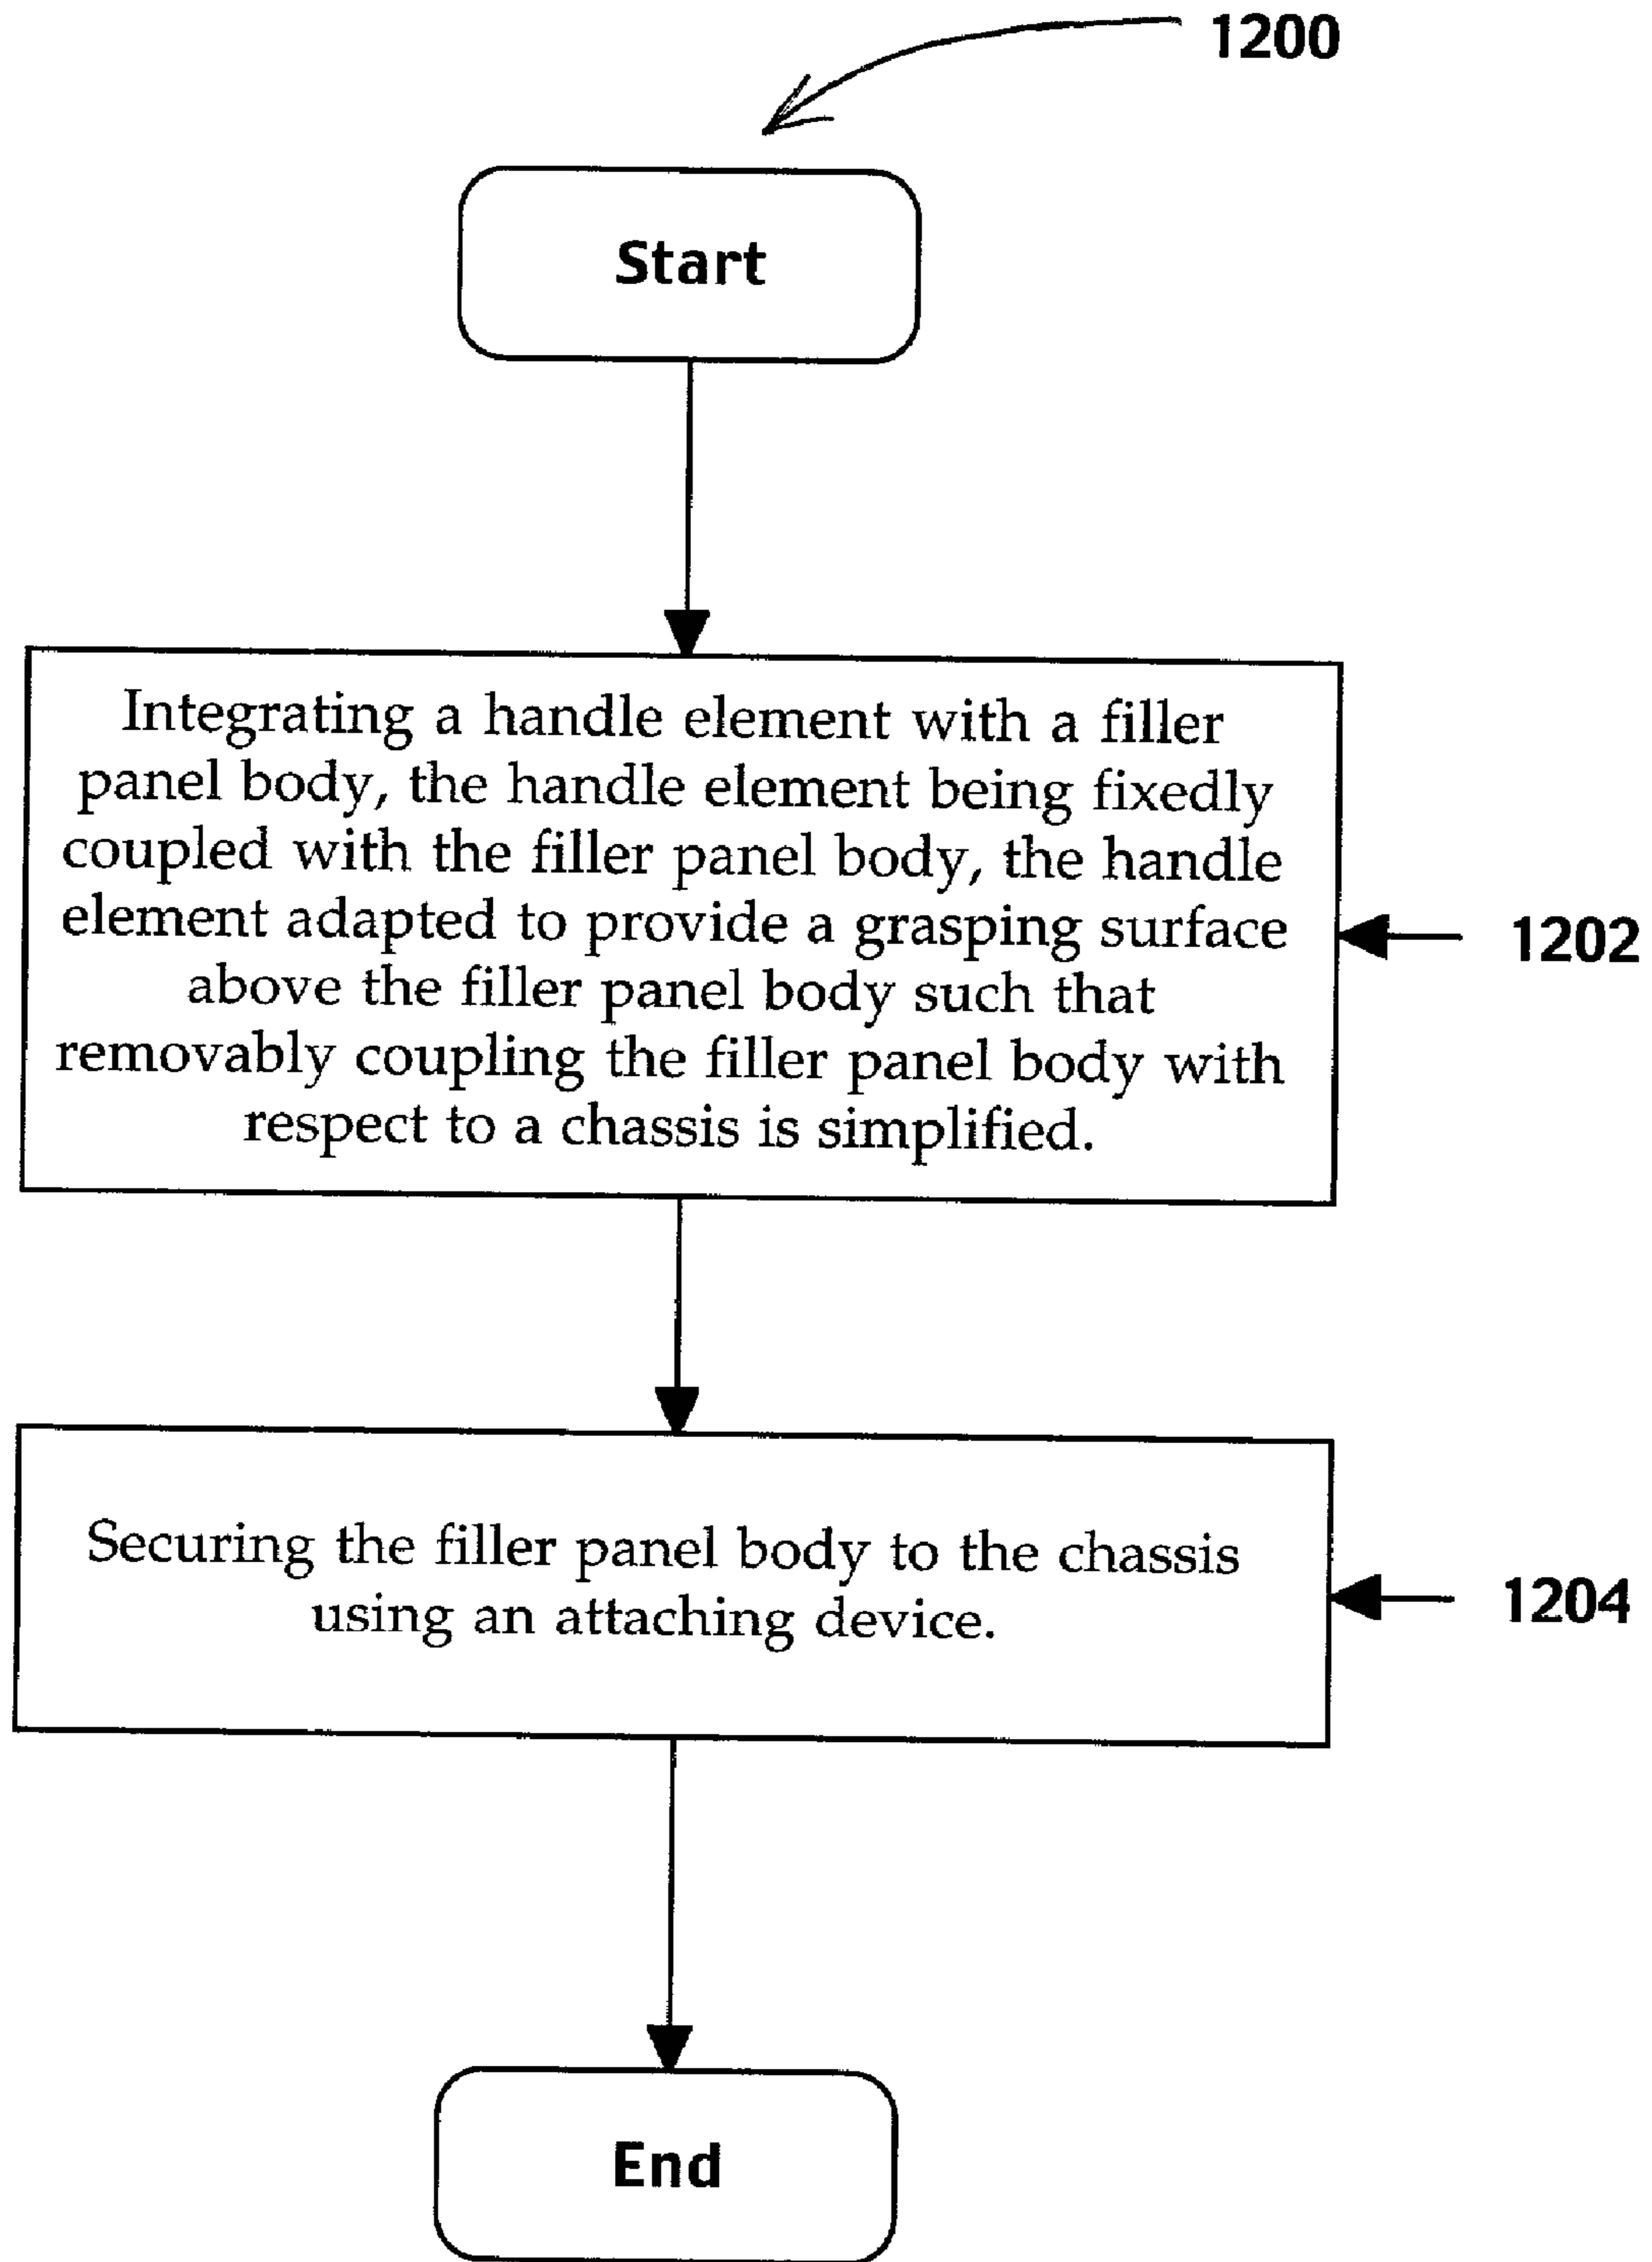 1200
Start
Integrating a handle element with a filler
panel body, the handle element being fixedly
coupled with the filler panel body, the handle
element adapted to provide a grasping surface
above the filler panel body such that
removably coupling the filler panel body with
respect to a chassis is simplified.
1202
Securing the filler panel body to the chassis
using an attaching device.
1204
End